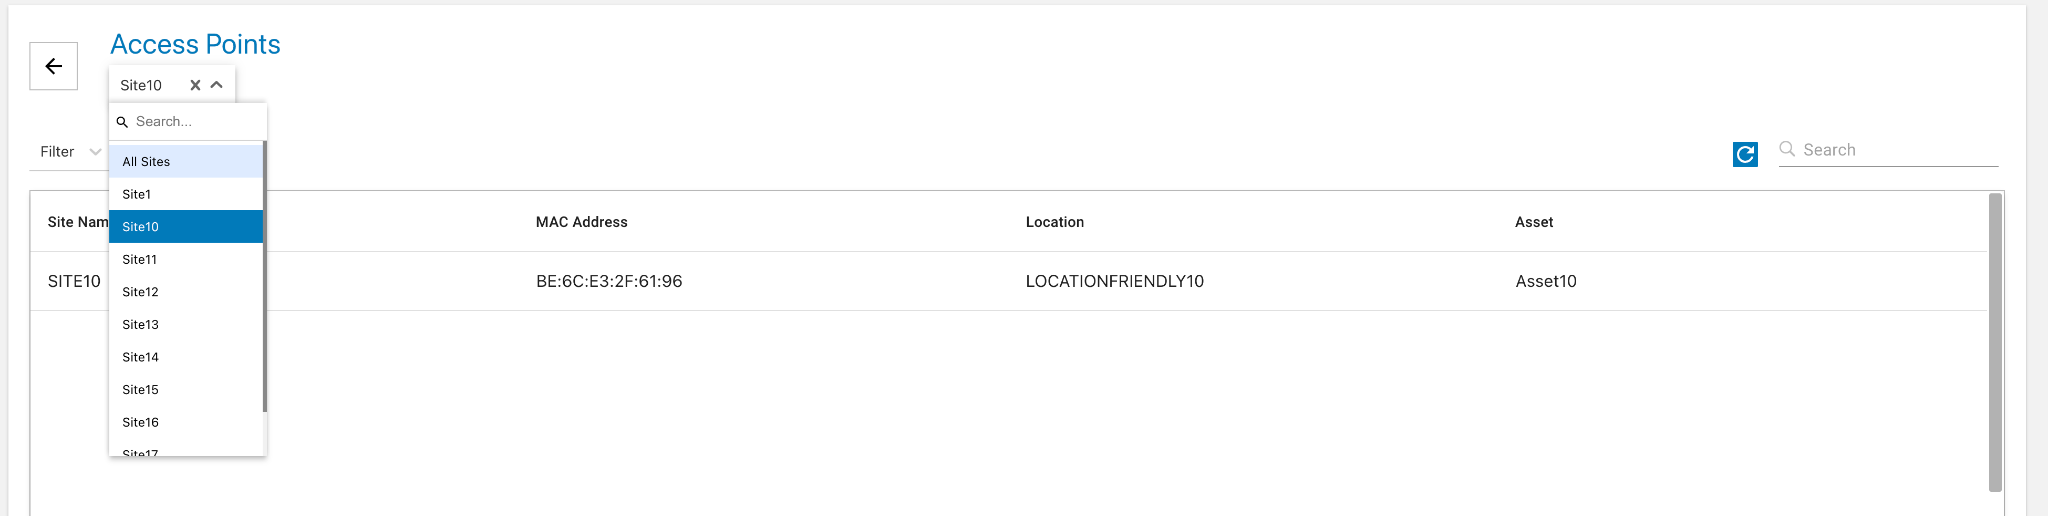 Access Points
Site10
Search...
Filter
All Sites
Search
Site1
Site Nam
MAC Address
Location
Asset
Site10
Site11
SITE10
BE:6C:E3:2F:61:96
LOCATIONFRIENDLY10
Asset10
Site12
Site13
Site14
Site15
Site16
Site17